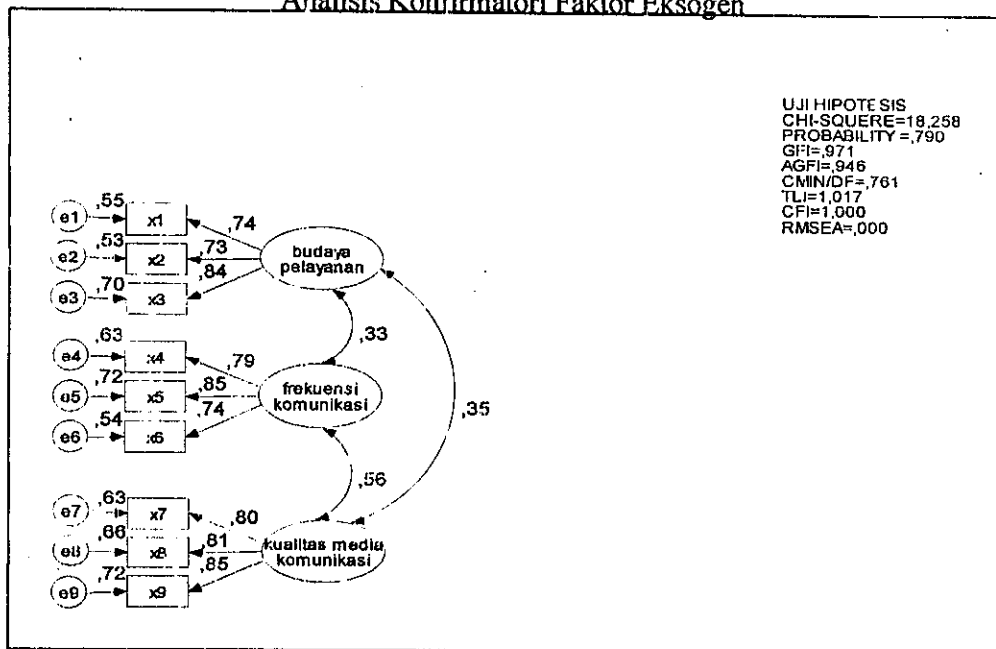 Analisis Konfirmatori Faktor Eksogen
UJI HIPOTESIS
CHI-SQUERE=18,258
PROBABILITY =,790
GFI=,971
AGFI=,946
CMIN/DF=,761
TLI=1,017
CFI=1,000
RMSEA=,000
e1 ,55 x1 ,74
e2 ,53 x2 ,73
e3 ,70 x3 ,84
budaya
pelayanan
,33
e4 ,63 x4 ,79
e5 ,72 x5 ,85
e6 ,54 x6 ,74
frekuensi
komunikasi
,35
,56
e7 ,63 x7 ,80
e8 ,66 x8 ,81
e9 ,72 x9 ,85
kualitas media
komunikasi